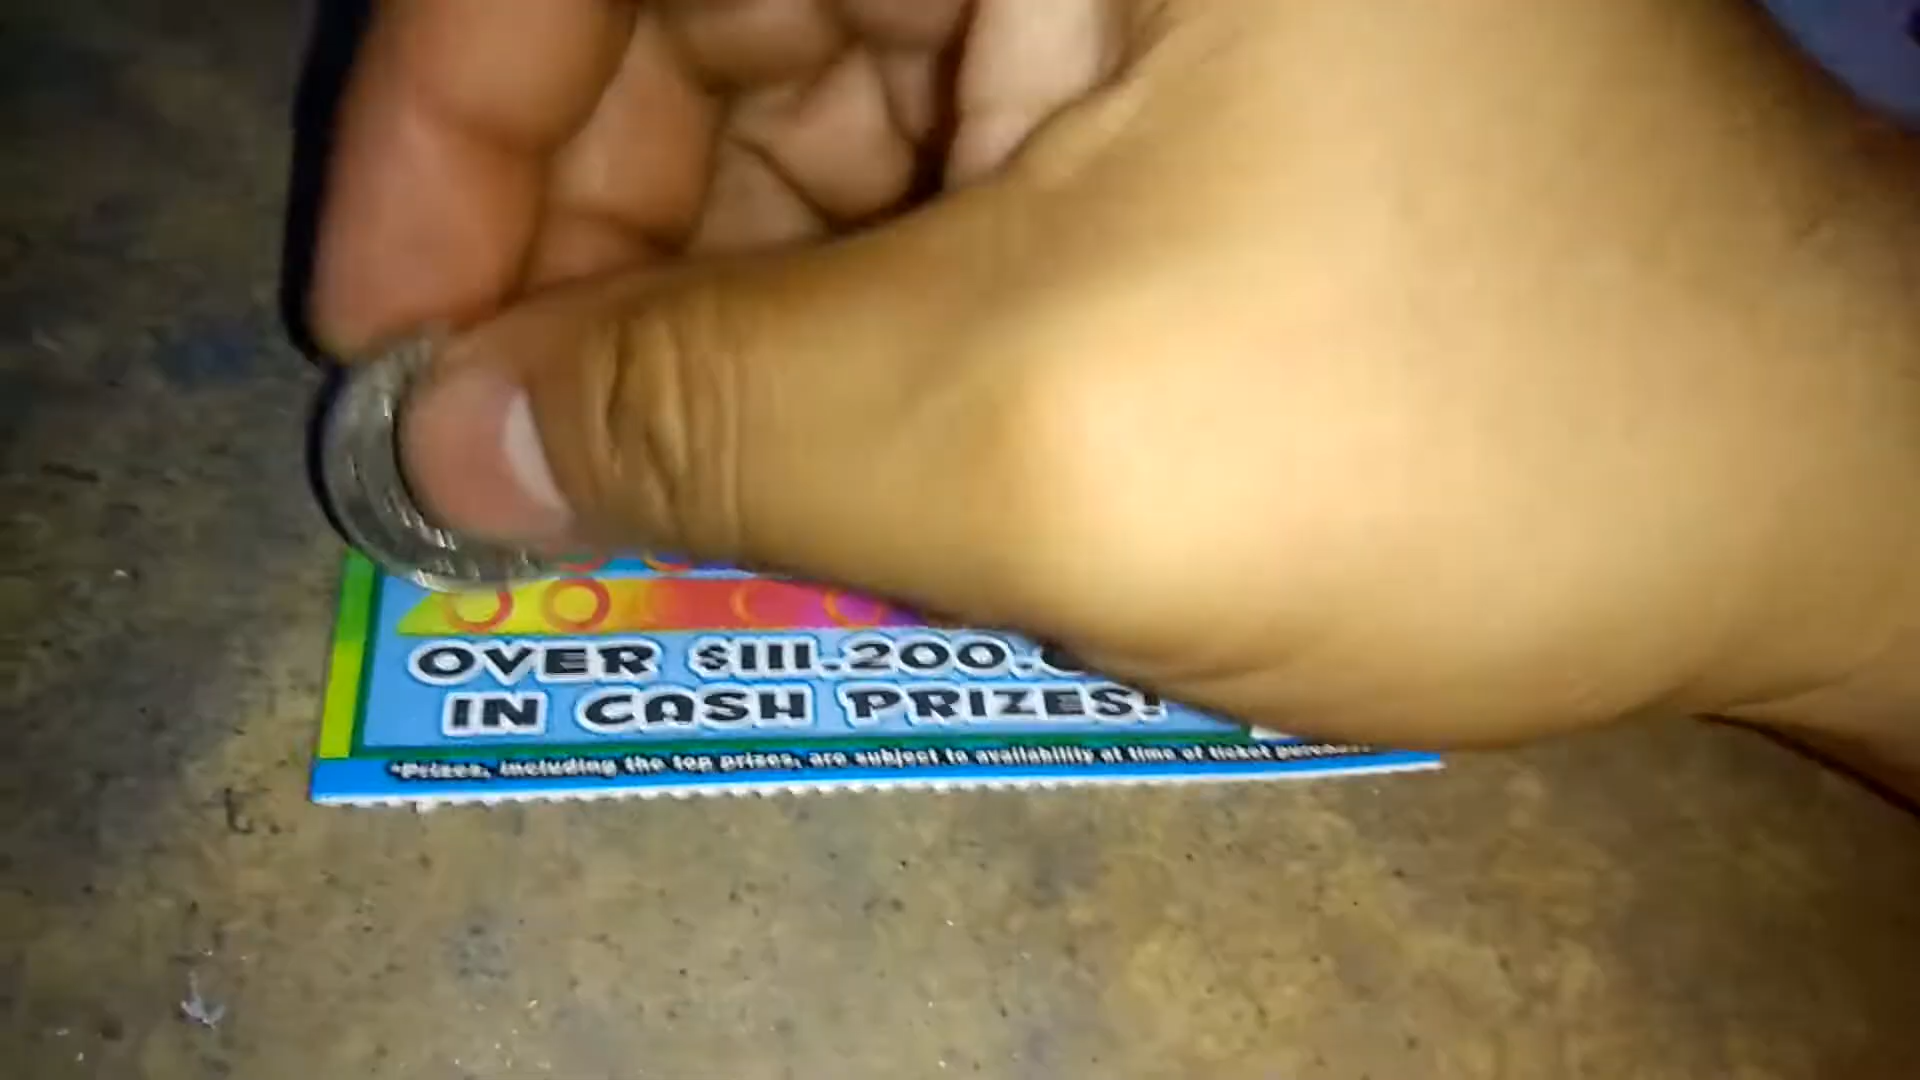 OVER $111,200,
IN CASH PRIZES!
*Prizes, including the top prizes, are subject to availability at time of ticket purchase.